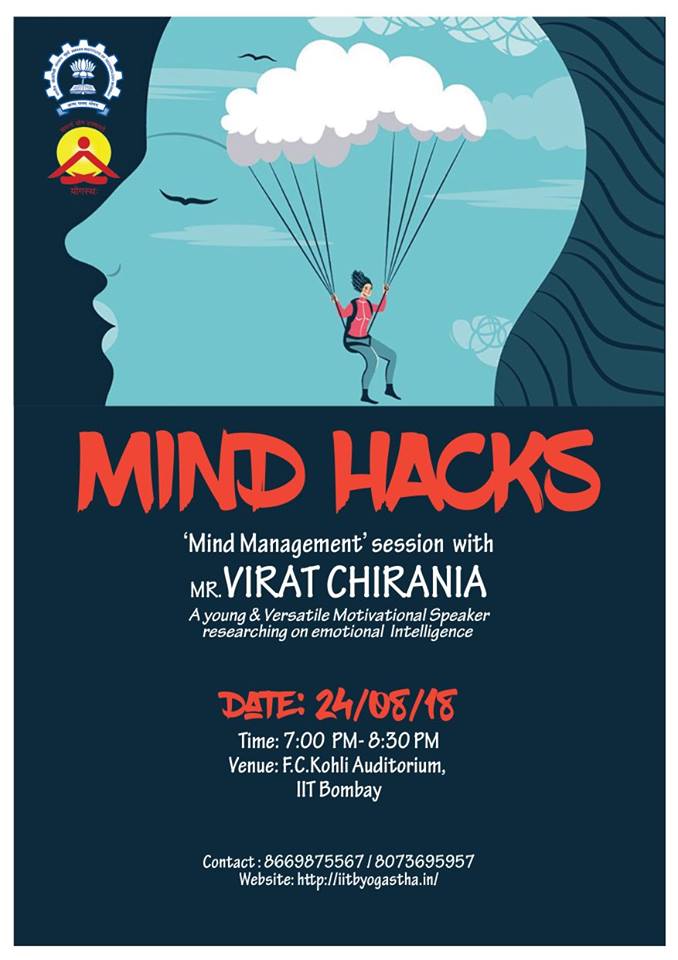 योगस्थः
MIND HACKS
'Mind Management' session with
MR. VIRAT CHIRANIA
A young & Versatile Motivational Speaker
researching on emotional Intelligence
DATE: 24/08/18
Time: 7:00 PM- 8:30 PM
Venue: F.C.Kohli Auditorium,
IIT Bombay
Contact : 8669875567 / 8073695957
Website: http://iitbyogastha.in/